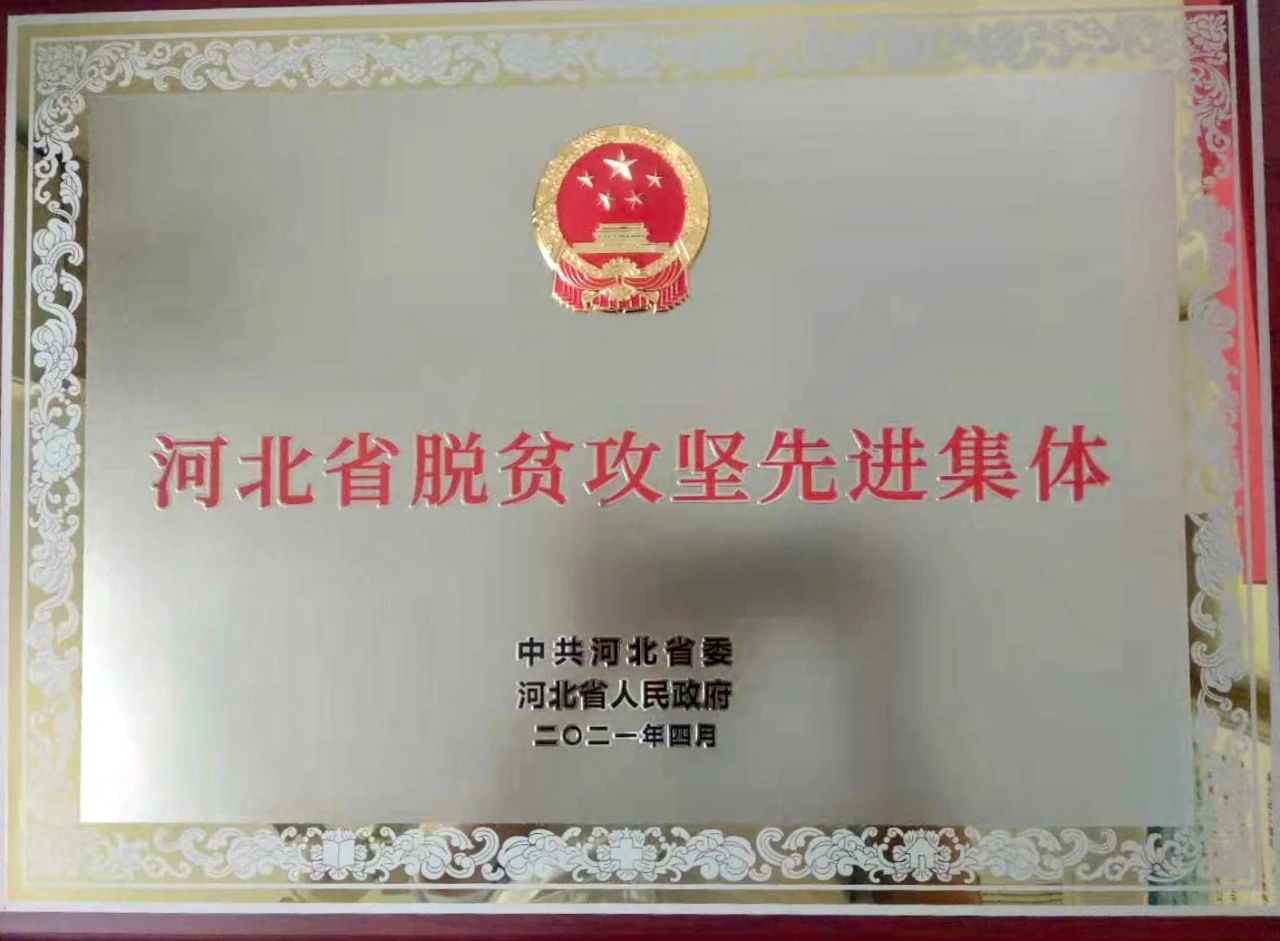 河北省脱贫攻坚先进集体
中共河北省委
河北省人民政府
二〇二一年四月